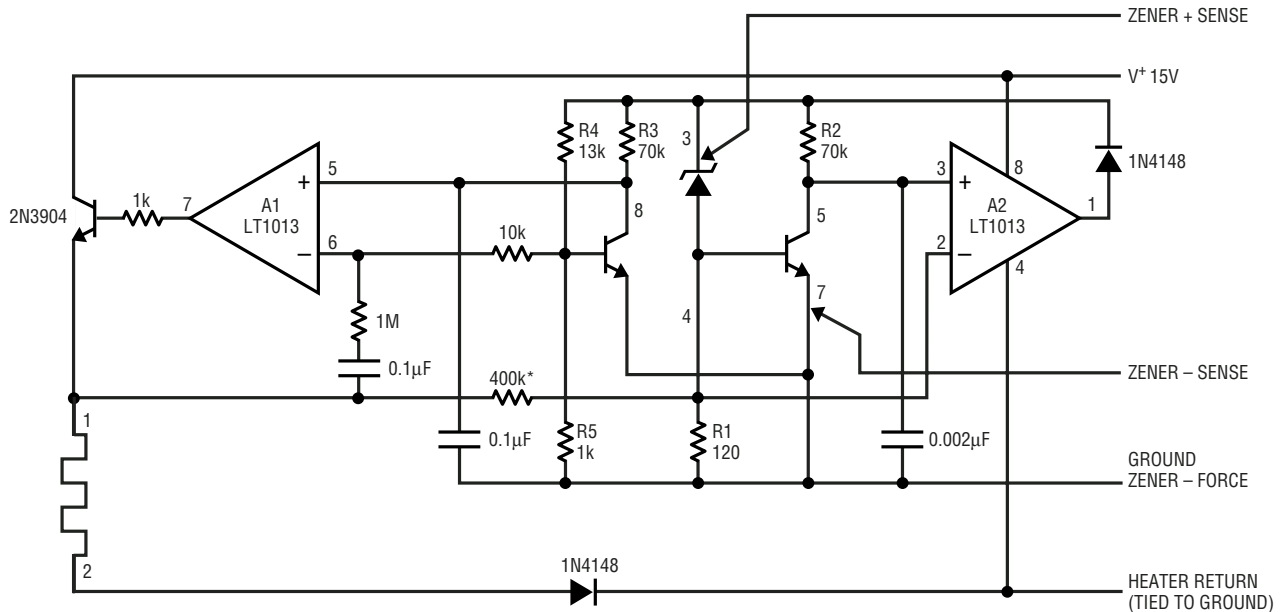 ZENER + SENSE
V+ 15V
R4
13k
R3
70k
3
R2
70k
8
1N4148
2N3904
1k
7
A1
LT1013
+
5
–
6
10k
8
5
A2
LT1013
3
+
2
–
1
4
1M
0.1µF
400k*
4
7
ZENER – SENSE
1
0.1µF
R5
1k
R1
120
0.002µF
GROUND
ZENER – FORCE
2
1N4148
HEATER RETURN
(TIED TO GROUND)